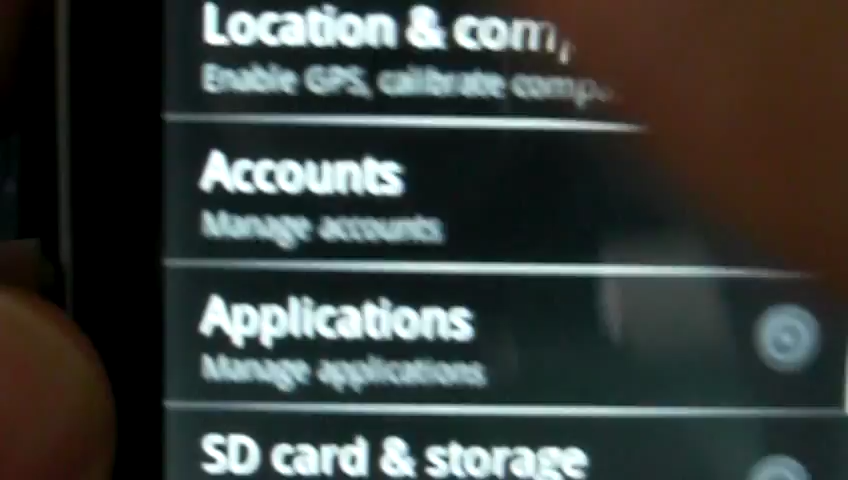 Location & com
Enable GPS, calibrate comp
Accounts
Manage accounts
Applications
Manage applications
SD card & storage